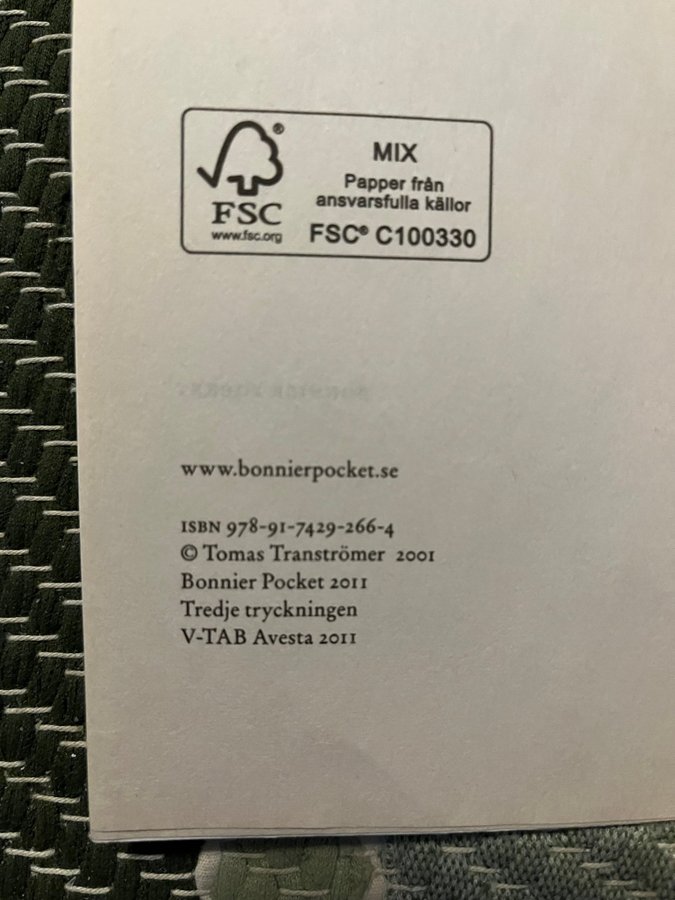 MIX
Papper från
ansvarsfulla källor
FSC® C100330
®
FSC
www.fsc.org
www.bonnierpocket.se
ISBN 978-91-7429-266-4
© Tomas Tranströmer 2001
Bonnier Pocket 2011
Tredje tryckningen
V-TAB Avesta 2011